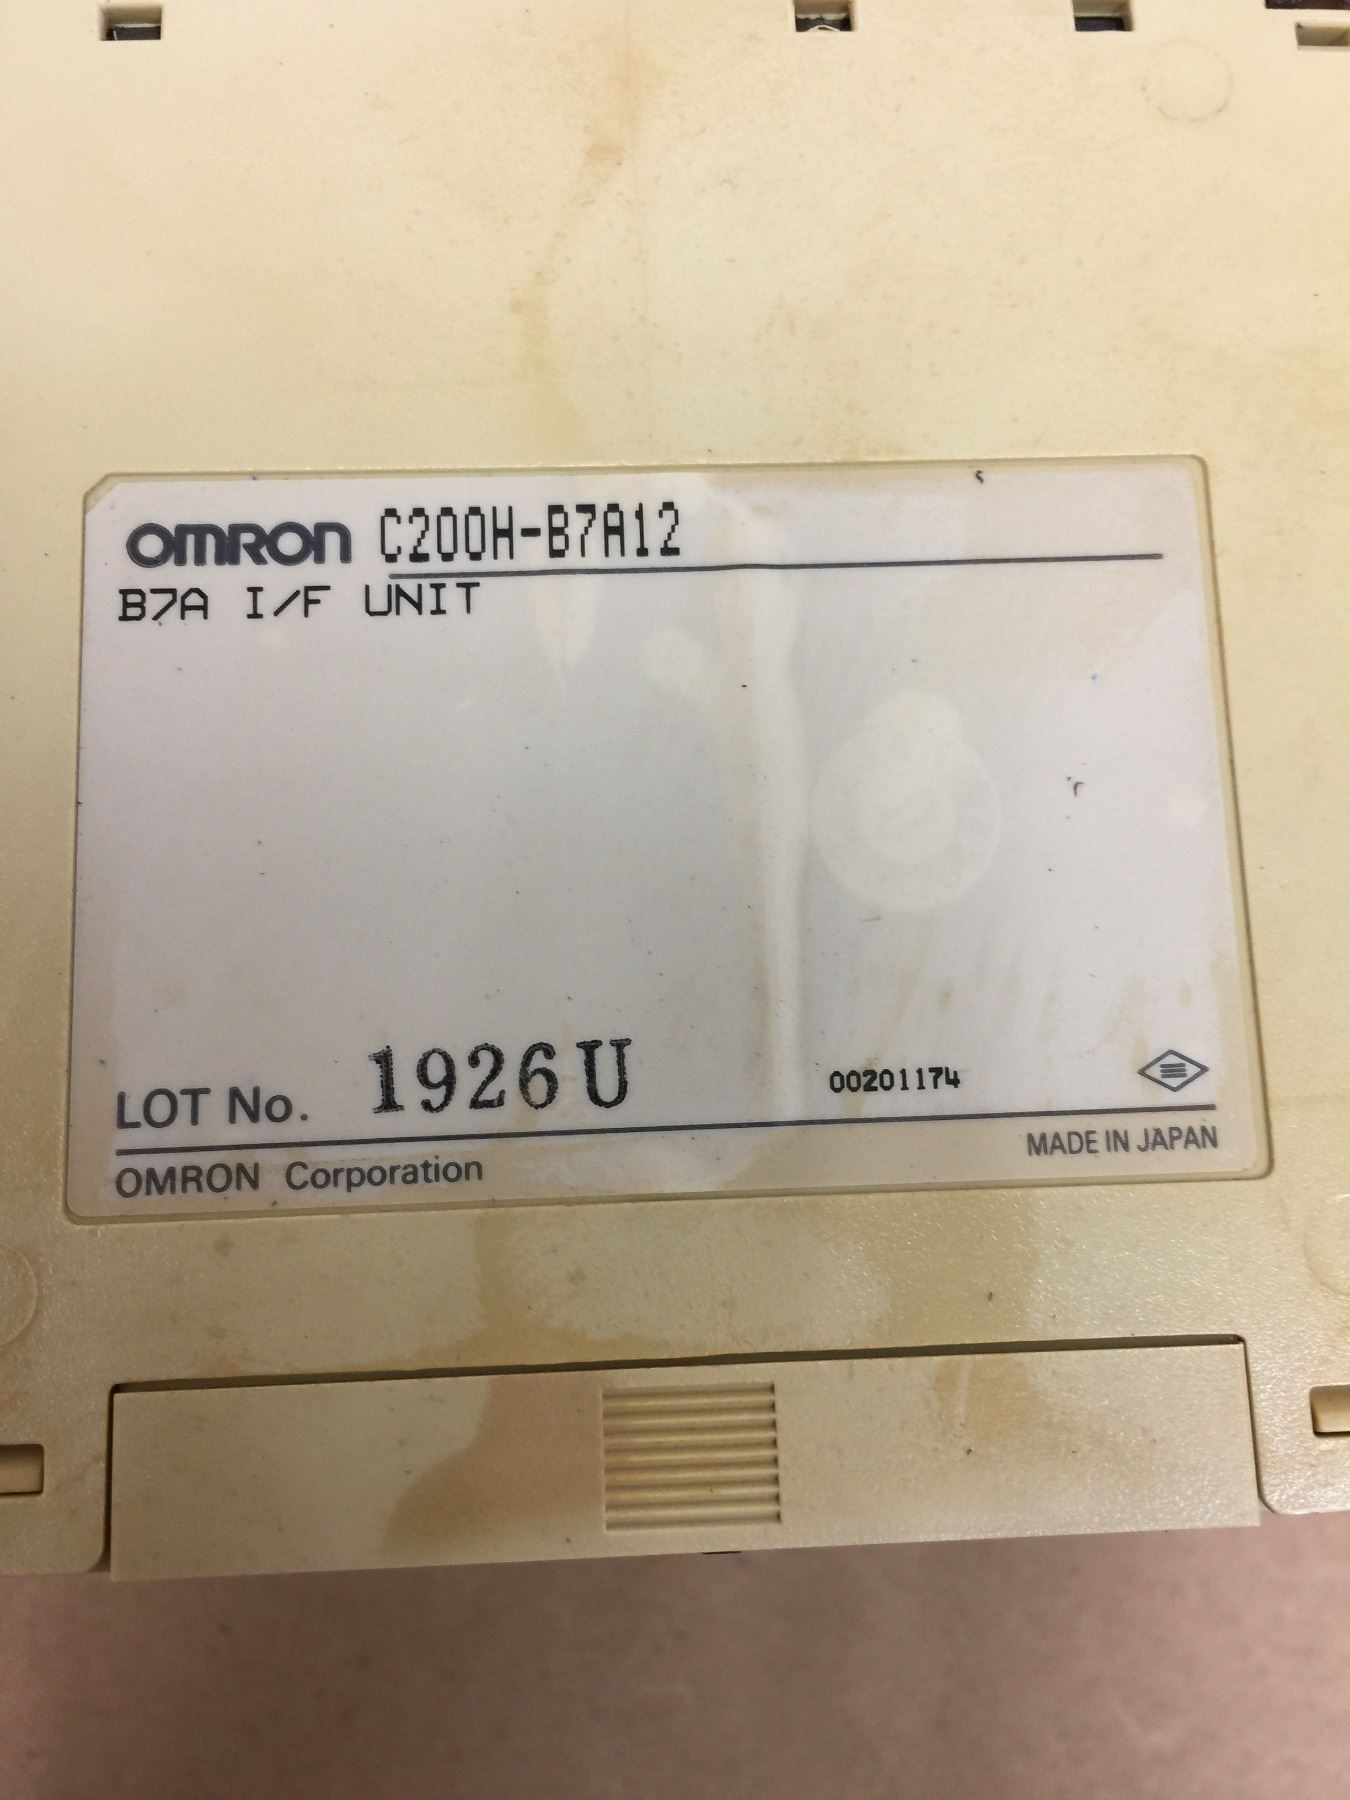 OMRON C200H-B7A12
B7A I/F UNIT
LOT No. 1926U 00201174
OMRON Corporation MADE IN JAPAN